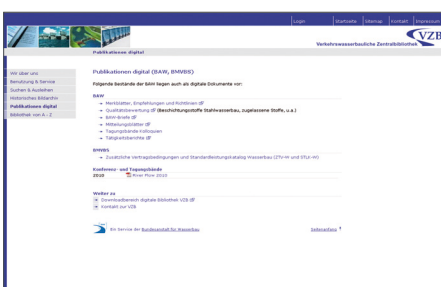 Login
Startseite
Sitemap
Kontakt
Impressum
VZB
Verkehrswasserbauliche Zentralbibliothek
Publikationen digital
Wir über uns
Benutzung & Service
Suchen & Ausleihen
Historisches Bildarchiv
Publikationen digital
Bibliothek von A - Z
Publikationen digital (BAW, BMVBS)
Folgende Bestände der BAW liegen auch als digitale Dokumente vor:
BAW
Merkblätter, Empfehlungen und Richtlinien
Qualitätsbewertung (Beschichtungsstoffe Stahlwasserbau, zugelassene Stoffe, u.a.)
BAW-Briefe
Mitteilungsblätter
Tagungsbände Kolloquien
Tätigkeitsberichte
BMVBS
Zusätzliche Vertragsbedingungen und Standardleistungskatalog Wasserbau (ZTV-W und STLK-W)
Konferenz- und Tagungsbände
2010 River Flow 2010
Weiter zu
Downloadbereich digitale Bibliothek VZB
Kontakt zur VZB
Ein Service der Bundesanstalt für Wasserbau
Seitenanfang